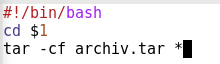 #!/bin/bash
cd $1
tar -cf archiv.tar *